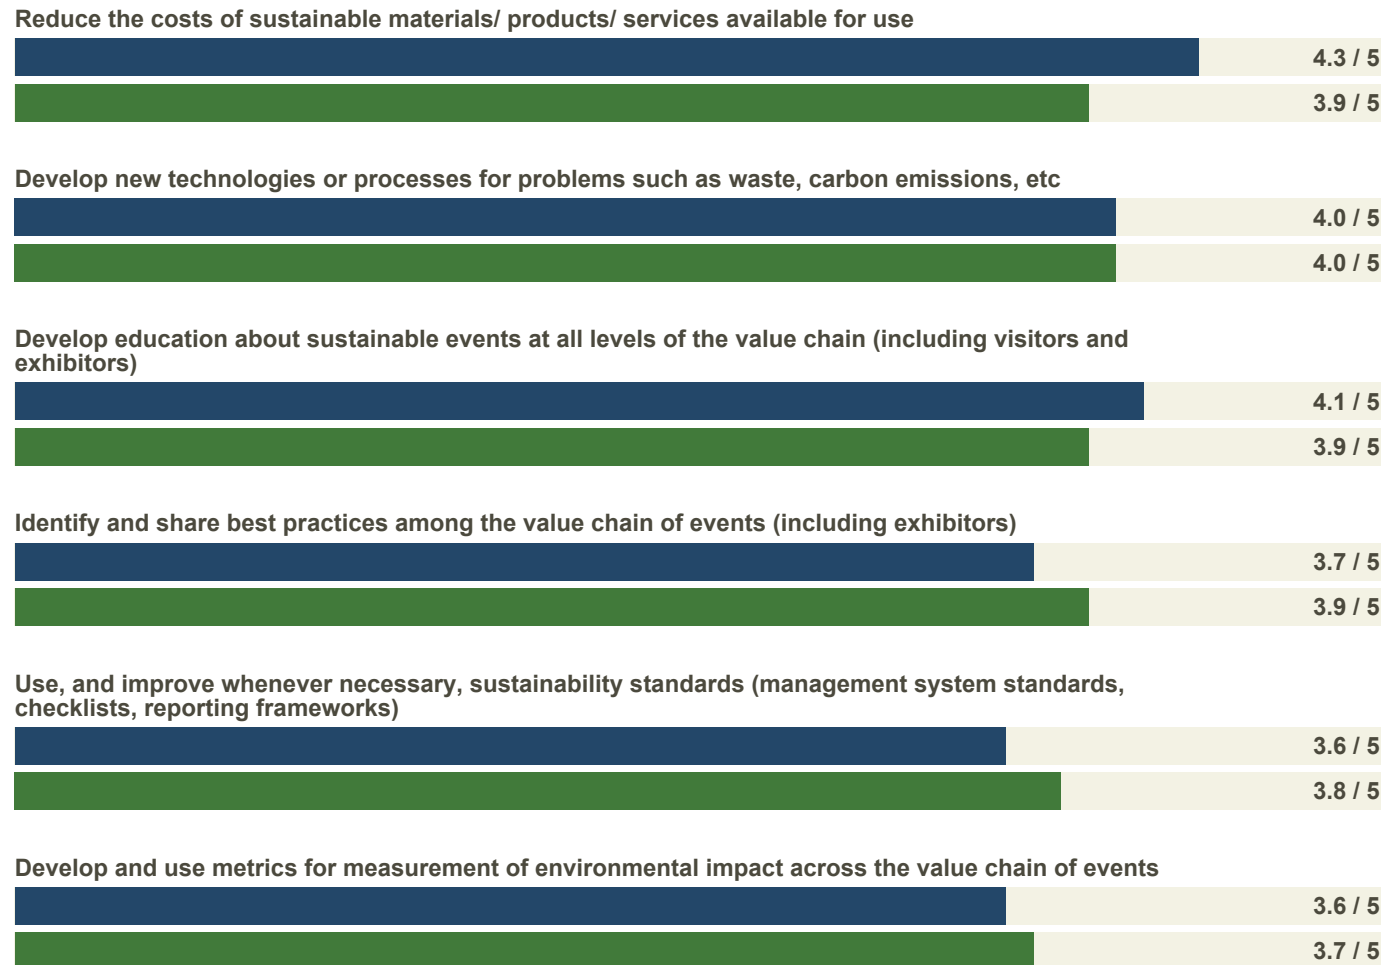 Reduce the costs of sustainable materials/ products/ services available for use
4.3 / 5
3.9 / 5
Develop new technologies or processes for problems such as waste, carbon emissions, etc
4.0 / 5
4.0 / 5
Develop education about sustainable events at all levels of the value chain (including visitors and
exhibitors)
4.1 / 5
3.9 / 5
Identify and share best practices among the value chain of events (including exhibitors)
3.7 / 5
3.9 / 5
Use, and improve whenever necessary, sustainability standards (management system standards,
checklists, reporting frameworks)
3.6 / 5
3.8 / 5
Develop and use metrics for measurement of environmental impact across the value chain of events
3.6 / 5
3.7 / 5